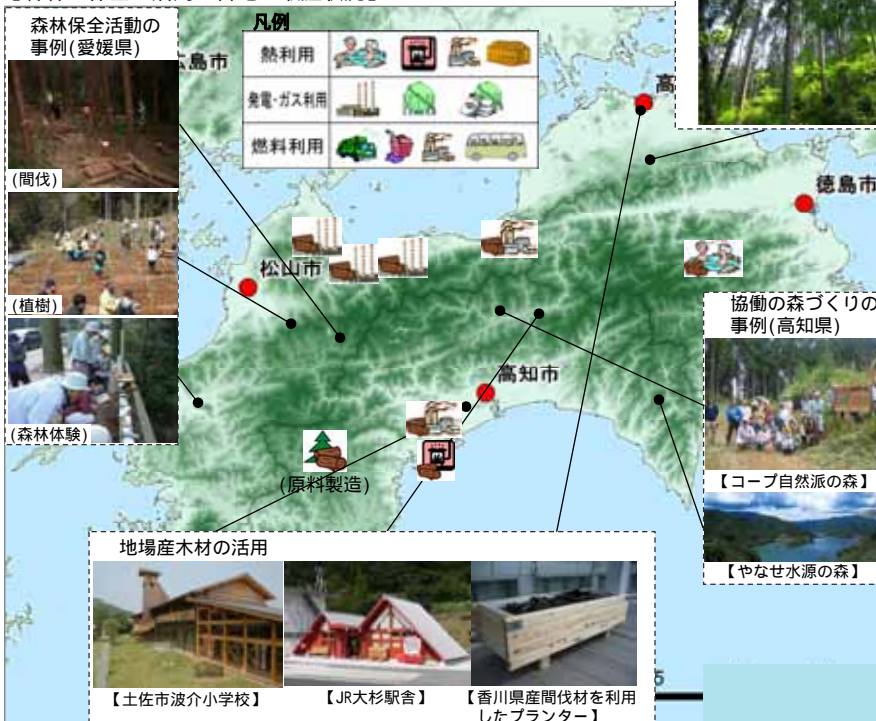 森林保全活動の
事例(愛媛県)
(間伐)
(植樹)
(森林体験)
凡例
熱利用
発電・ガス利用
燃料利用
島市
高
徳島市
松山市
高知市
(原料製造)
協働の森づくりの
事例(高知県)
【コープ自然派の森】
【やなせ水源の森】
地場産木材の活用
【土佐市波介小学校】
【JR大杉駅舎】
【香川県産間伐材を利用
したプランター】